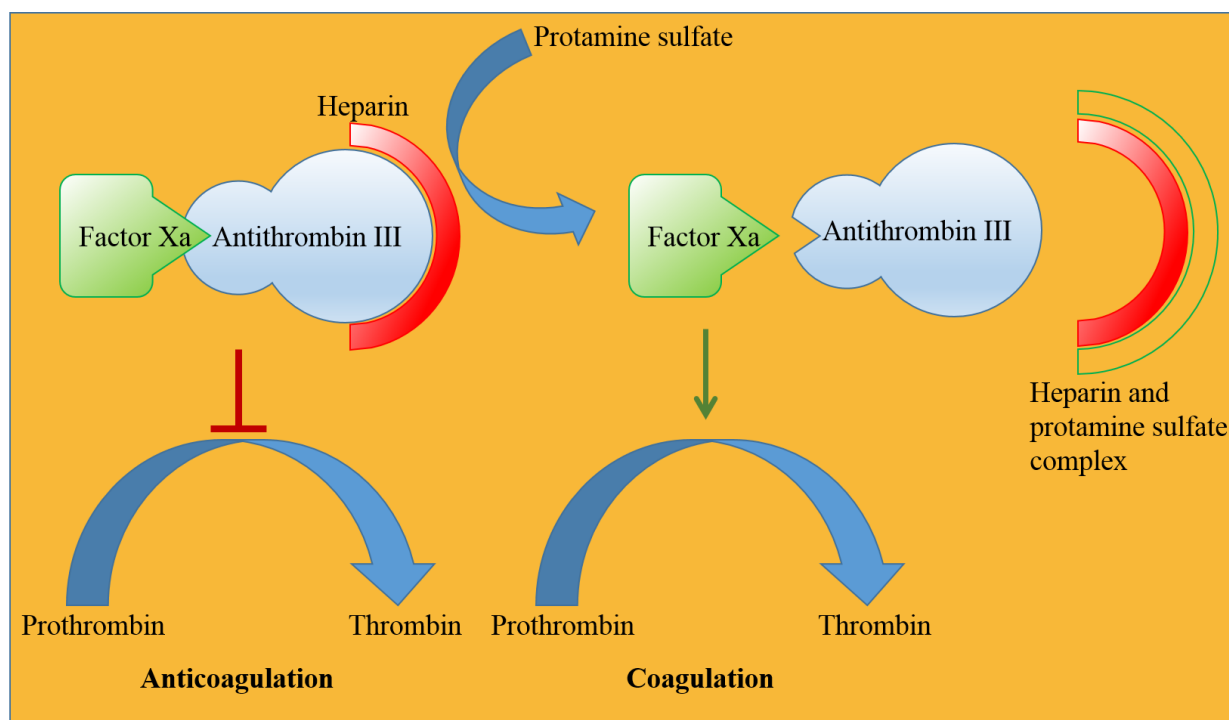 Protamine sulfate
Heparin
Factor Xa
Antithrombin III
Factor Xa
Antithrombin III
Heparin and
protamine sulfate
complex
Prothrombin
Thrombin
Prothrombin
Thrombin
Anticoagulation
Coagulation